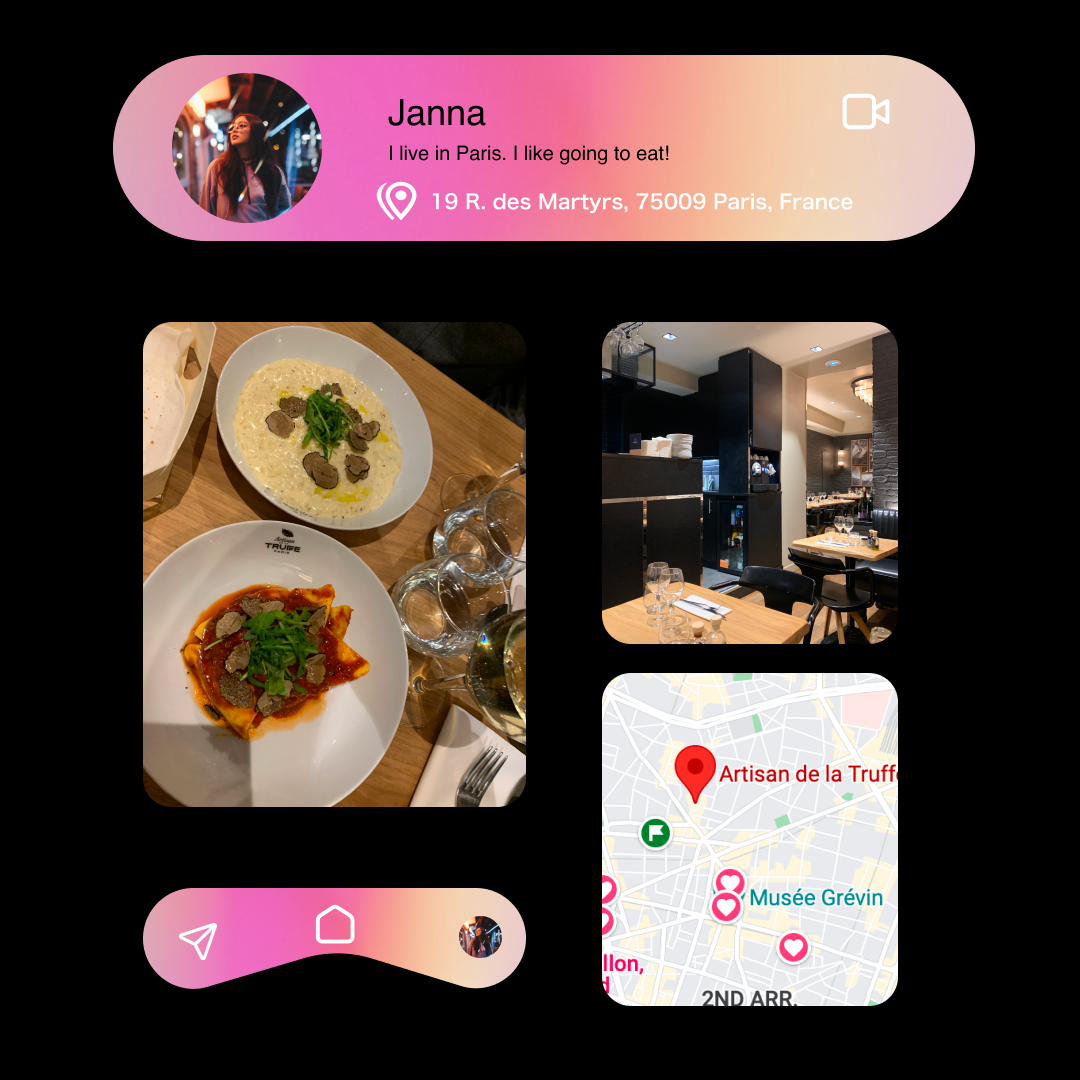 Janna
I live in Paris. I like going to eat!
19 R. des Martyrs, 75009 Paris, France
Artisan
TRUFFE
PARIS
Artisan de la Truff
Musée Grévin
llon,
2ND ARR.